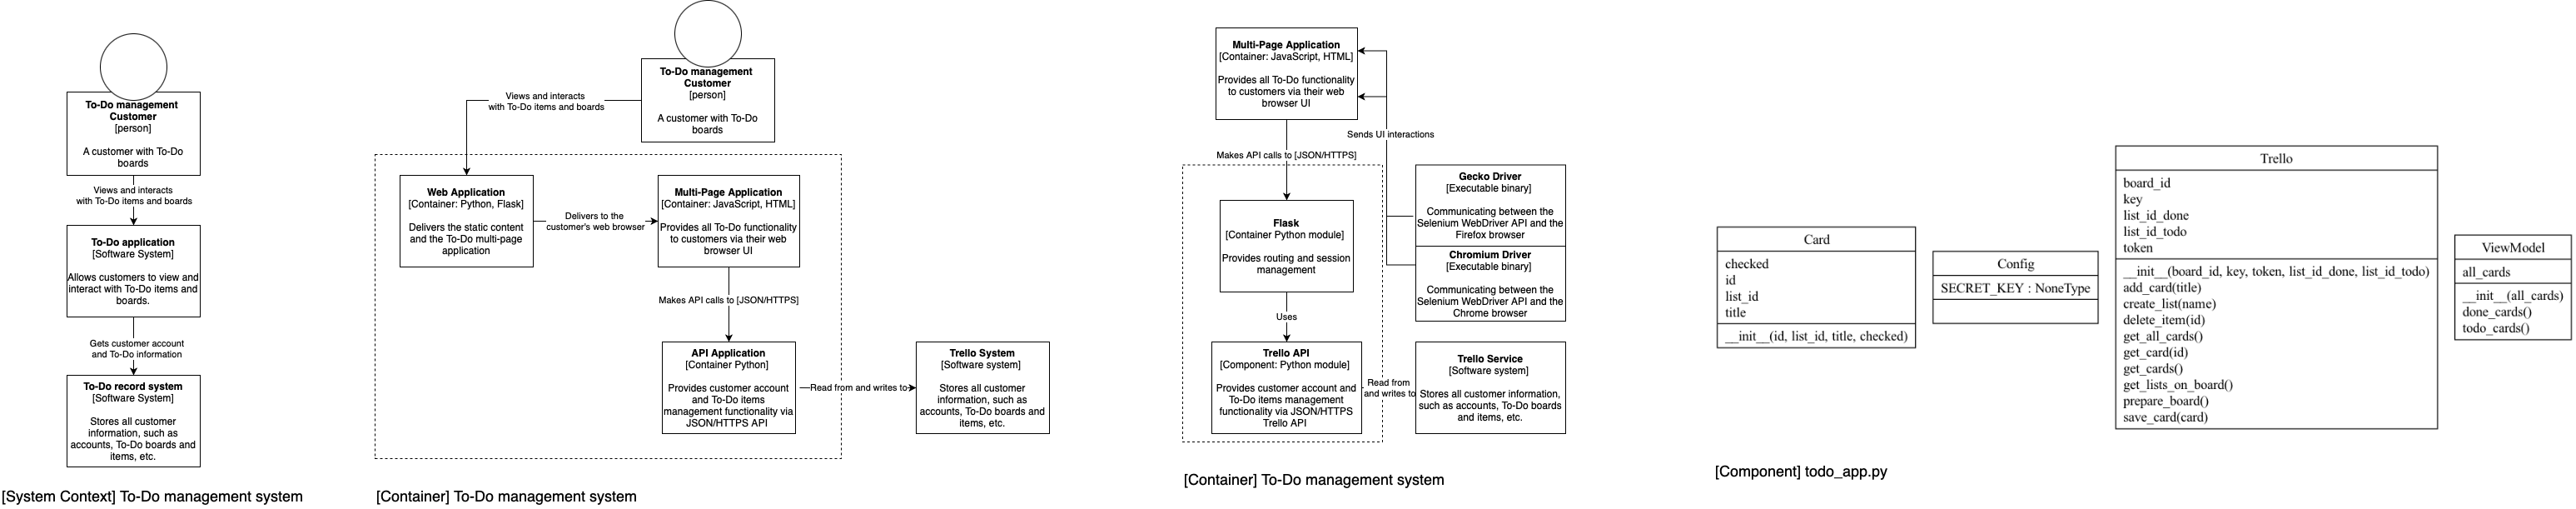 To-Do management
Customer
[person]
A customer with To-Do
boards
Views and interacts
with To-Do items and boards
To-Do application
[Software System]
Allows customers to view and
interact with To-Do items and
boards.
Gets customer account
and To-Do information
To-Do record system
[Software System]
Stores all customer
information, such as
accounts, To-Do boards and
items, etc.
[System Context] To-Do management system
To-Do management
Customer
[person]
A customer with To-Do
boards
Views and interacts
with To-Do items and boards
Web Application
[Container: Python, Flask]
Delivers the static content
and the To-Do multi-page
application
Delivers to the
customer's web browser
Multi-Page Application
[Container: JavaScript, HTML]
Provides all To-Do functionality
to customers via their web
browser UI
Makes API calls to [JSON/HTTPS]
API Application
[Container Python]
Provides customer account
and To-Do items
management functionality via
JSON/HTTPS API
Read from and writes to
Trello System
[Software system]
Stores all customer
information, such as
accounts, To-Do boards and
items, etc.
[Container] To-Do management system
Multi-Page Application
[Container: JavaScript, HTML]
Provides all To-Do functionality
to customers via their web
browser UI
Sends UI interactions
Makes API calls to [JSON/HTTPS]
Gecko Driver
[Executable binary]
Communicating between the
Selenium WebDriver API and the
Firefox browser
Chromium Driver
[Executable binary]
Communicating between the
Selenium WebDriver API and the
Chrome browser
Flask
[Container Python module]
Provides routing and session
management
Uses
Trello API
[Component: Python module]
Provides customer account and
To-Do items management
functionality via JSON/HTTPS
Trello API
Read from
and writes to
Trello Service
[Software system]
Stores all customer information,
such as accounts, To-Do boards
and items, etc.
[Container] To-Do management system
Card
checked
id
list_id
title
__init__(id, list_id, title, checked)
Config
SECRET_KEY : NoneType
Trello
board_id
key
list_id_done
list_id_todo
token
__init__(board_id, key, token, list_id_done, list_id_todo)
add_card(title)
create_list(name)
delete_item(id)
get_all_cards()
get_card(id)
get_cards()
get_lists_on_board()
prepare_board()
save_card(card)
ViewModel
all_cards
__init__(all_cards)
done_cards()
todo_cards()
[Component] todo_app.py